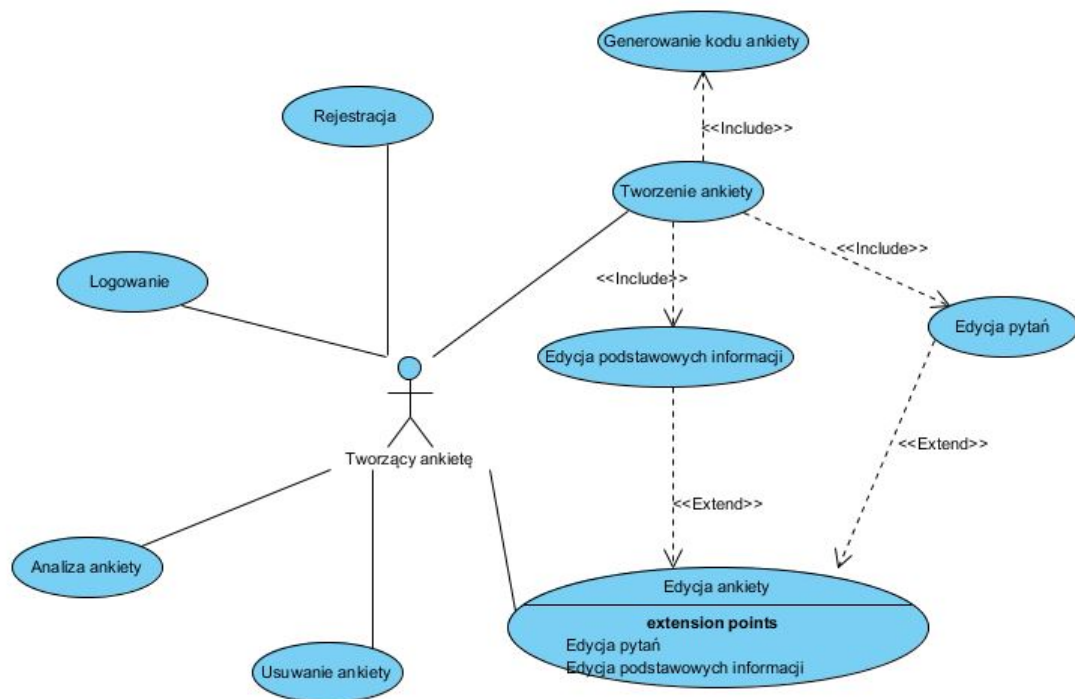 Generowanie kodu ankiety
Rejestracja
<<Include>>
Tworzenie ankiety
<<Include>>
<<Include>>
Logowanie
Edycja pytań
Edycja podstawowych informacji
<<Extend>>
Tworzący ankietę
<<Extend>>
Analiza ankiety
Edycja ankiety
extension points
Edycja pytań
Edycja podstawowych informacji
Usuwanie ankiety